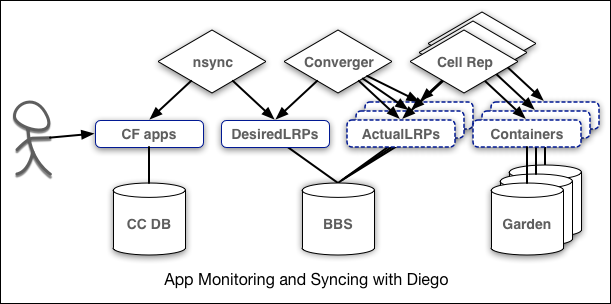 nsync
Converger
Cell Rep
CF apps
DesiredLRPs
ActualLRPs
Containers
CC DB
BBS
Garden
App Monitoring and Syncing with Diego